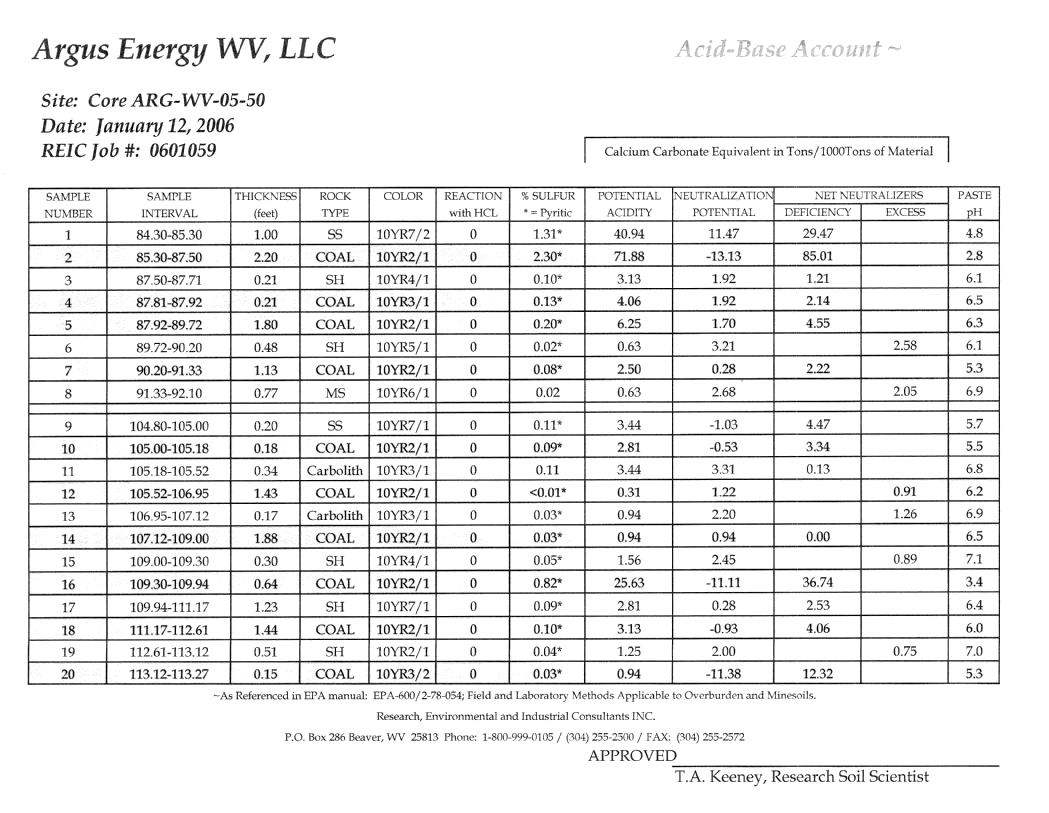 Argus Energy WV, LLC
Acid-Base Account ~
Site: Core ARG-WV-05-50
Date: January 12, 2006
REIC Job #: 0601059
Calcium Carbonate Equivalent in Tons/1000Tons of Material
SAMPLE SAMPLE THICKNESS ROCK COLOR REACTION % SULFUR POTENTIAL NEUTRALIZATION NET NEUTRALIZERS PASTE
NUMBER INTERVAL (feet) TYPE with HCL * = Pyritic ACIDITY POTENTIAL DEFICIENCY EXCESS pH
1 84.30-85.30 1.00 SS 10YR7/2 0 1.31* 40.94 11.47 29.47 4.8
2 85.30-87.50 2.20 COAL 10YR2/1 0 2.30* 71.88 -13.13 85.01 2.8
3 87.50-87.71 0.21 SH 10YR4/1 0 0.10* 3.13 1.92 1.21 6.1
4 87.81-87.92 0.21 COAL 10YR3/1 0 0.13* 4.06 1.92 2.14 6.5
5 87.92-89.72 1.80 COAL 10YR2/1 0 0.20* 6.25 1.70 4.55 6.3
6 89.72-90.20 0.48 SH 10YR5/1 0 0.02* 0.63 3.21 2.58 6.1
7 90.20-91.33 1.13 COAL 10YR2/1 0 0.08* 2.50 0.28 2.22 5.3
8 91.33-92.10 0.77 MS 10YR6/1 0 0.02 0.63 2.68 2.05 6.9
9 104.80-105.00 0.20 SS 10YR7/1 0 0.11* 3.44 -1.03 4.47 5.7
10 105.00-105.18 0.18 COAL 10YR2/1 0 0.09* 2.81 -0.53 3.34 5.5
11 105.18-105.52 0.34 Carbolith 10YR3/1 0 0.11 3.44 3.31 0.13 6.8
12 105.52-106.95 1.43 COAL 10YR2/1 0 <0.01* 0.31 1.22 0.91 6.2
13 106.95-107.12 0.17 Carbolith 10YR3/1 0 0.03* 0.94 2.20 1.26 6.9
14 107.12-109.00 1.88 COAL 10YR2/1 0 0.03* 0.94 0.94 0.00 6.5
15 109.00-109.30 0.30 SH 10YR4/1 0 0.05* 1.56 2.45 0.89 7.1
16 109.30-109.94 0.64 COAL 10YR2/1 0 0.82* 25.63 -11.11 36.74 3.4
17 109.94-111.17 1.23 SH 10YR7/1 0 0.09* 2.81 0.28 2.53 6.4
18 111.17-112.61 1.44 COAL 10YR2/1 0 0.10* 3.13 -0.93 4.06 6.0
19 112.61-113.12 0.51 SH 10YR2/1 0 0.04* 1.25 2.00 0.75 7.0
20 113.12-113.27 0.15 COAL 10YR3/2 0 0.03* 0.94 -11.38 12.32 5.3
~As Referenced in EPA manual: EPA-600/2-78-054; Field and Laboratory Methods Applicable to Overburden and Minesoils.
Research, Environmental and Industrial Consultants INC.
P.O. Box 286 Beaver, WV 25813 Phone: 1-800-999-0105 / (304) 255-2500 / FAX: (304) 255-2572
APPROVED
T.A. Keeney, Research Soil Scientist